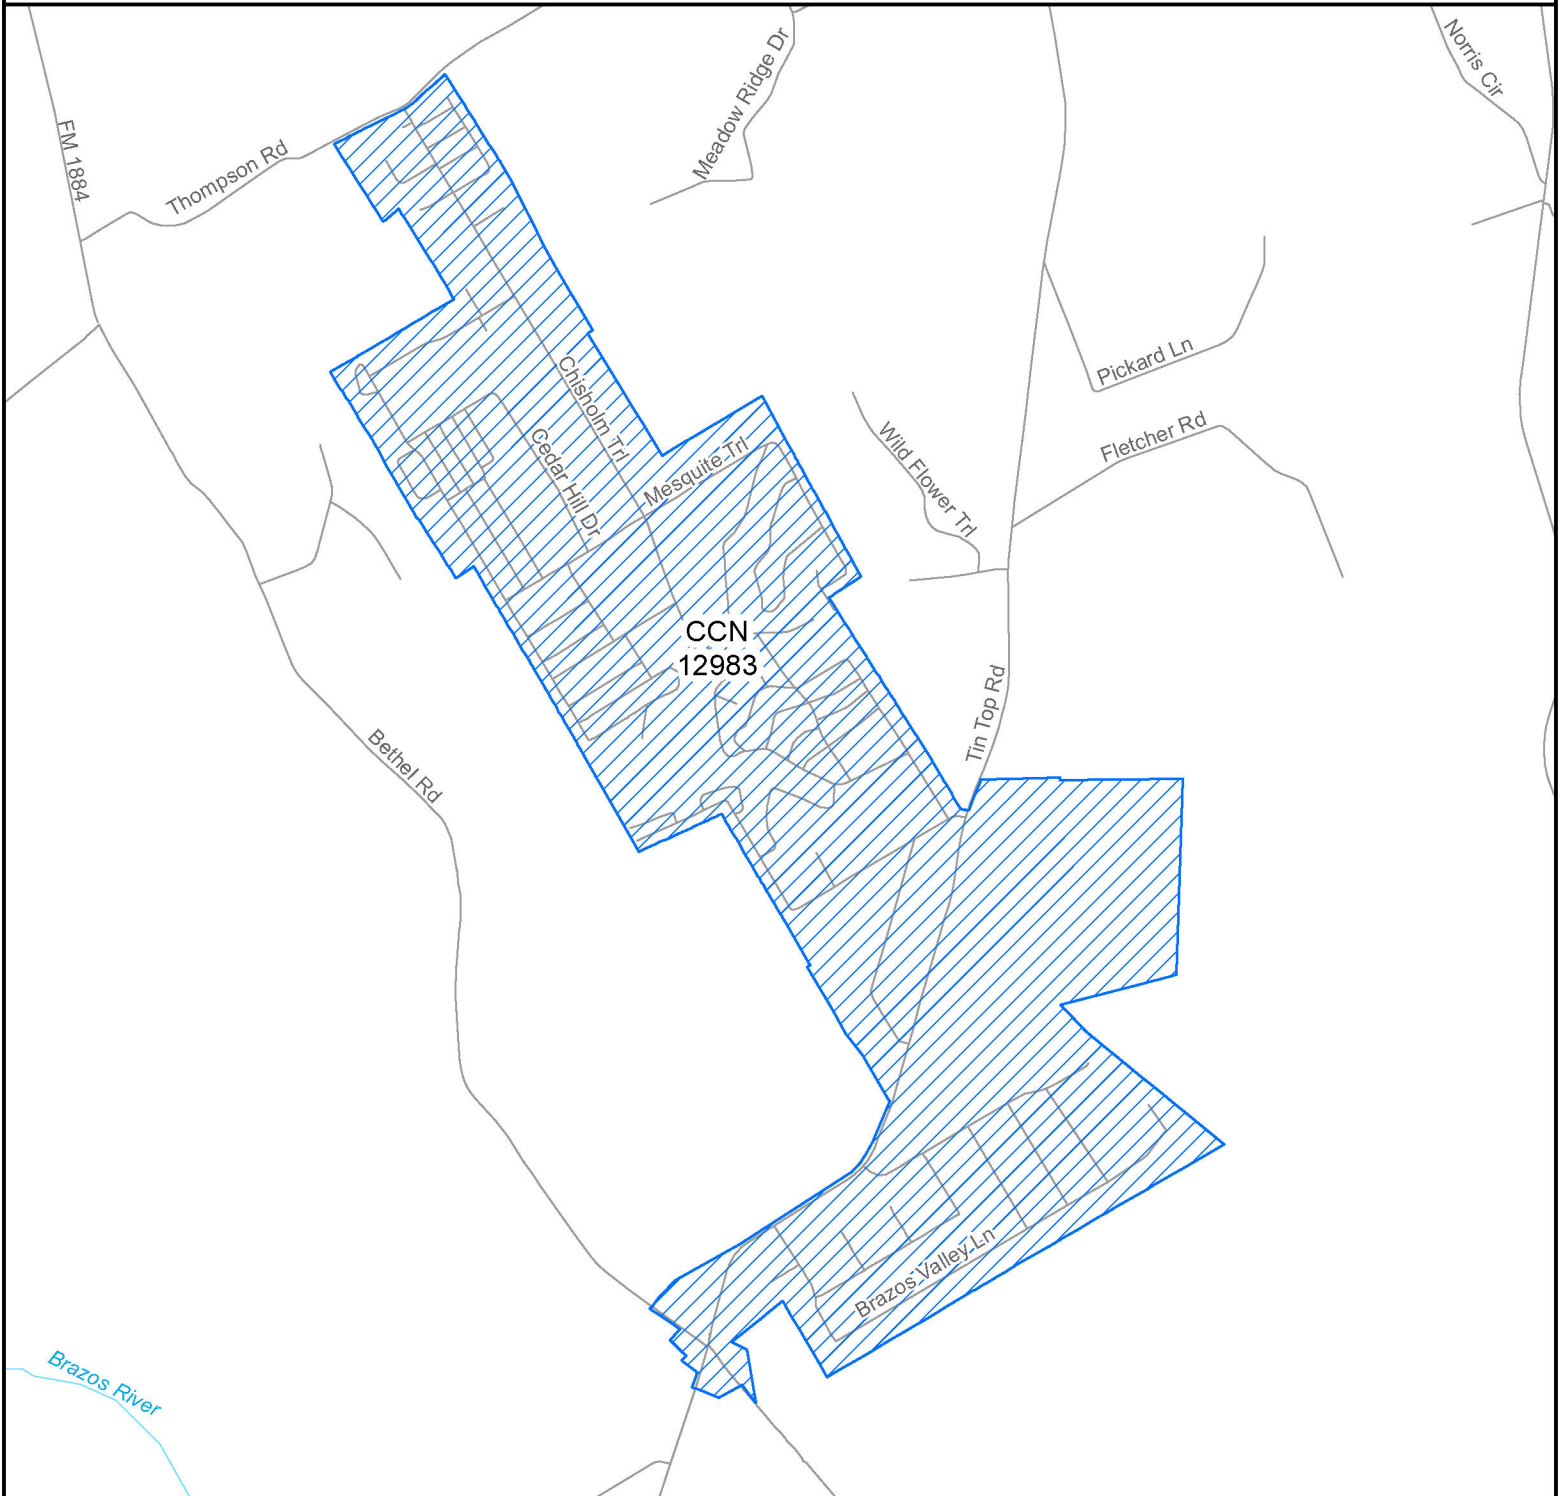 Norris Cir
Meadow Ridge Dr
FM 1884
Thompson Rd
Pickard Ln
Chisholm Trl
Fletcher Rd
Wild Flower Trl
Cedar Hill Dr
Mesquite Trl
CCN
12983
Tin Top Rd
Bethel Rd
Brazos Valley Ln
Brazos River